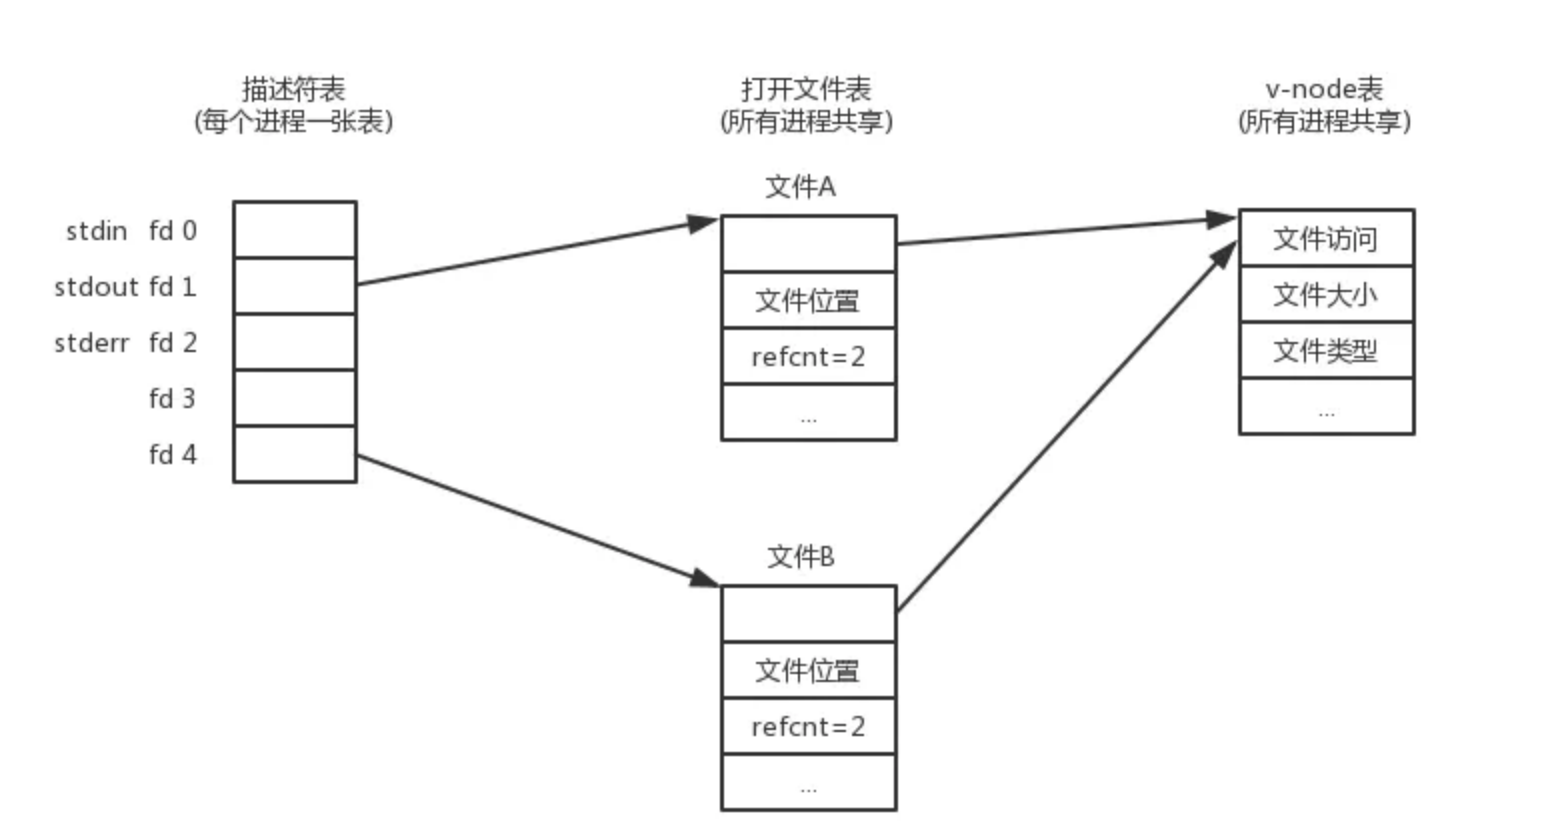 描述符表
(每个进程一张表)
打开文件表
(所有进程共享)
v-node表
(所有进程共享)
stdin fd 0
stdout fd 1
stderr fd 2
fd 3
fd 4
文件A
文件位置
refcnt=2
...
文件B
文件位置
refcnt=2
...
文件访问
文件大小
文件类型
...